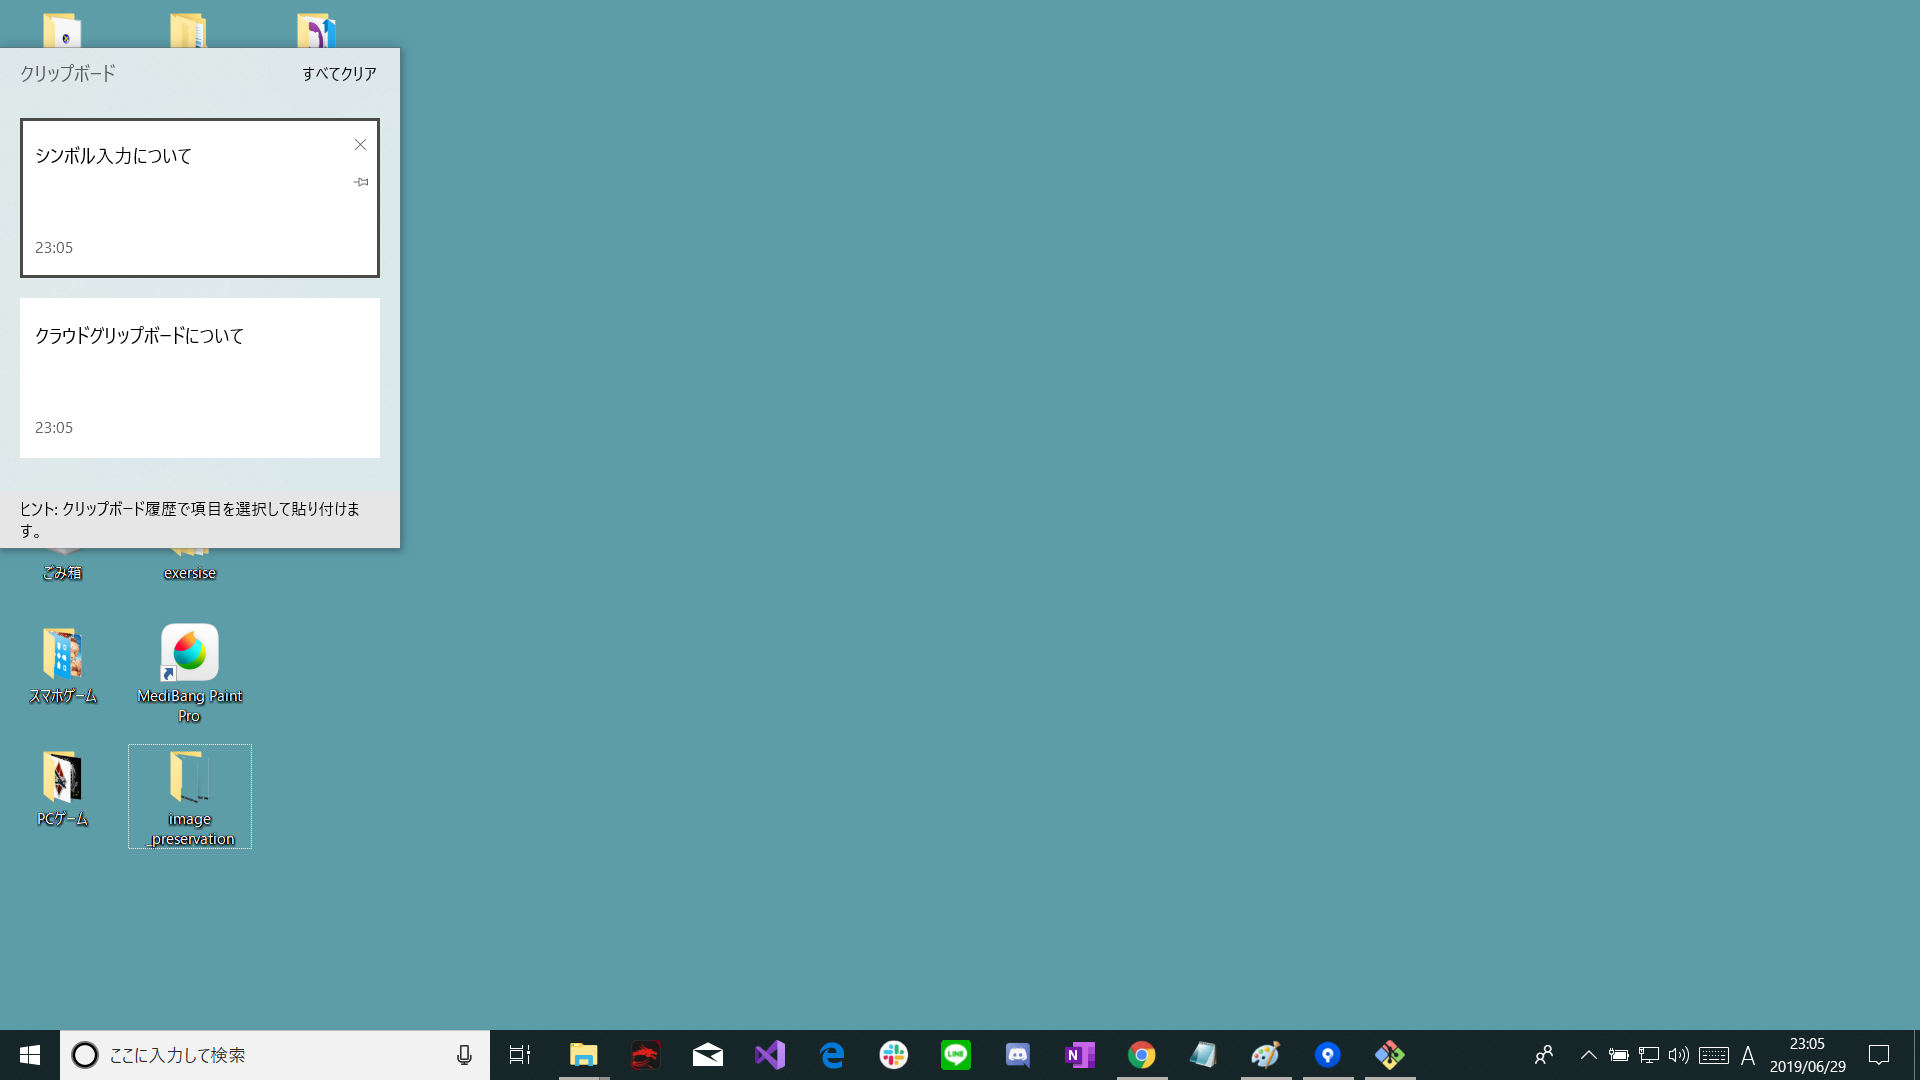 クリップボード
すべてクリア
シンボル入力について
23:05
クラウドグリップボードについて
23:05
ヒント: クリップボード履歴で項目を選択して貼り付けま
す。
ごみ箱
exersise
スマホゲーム
MediBang Paint
Pro
PCゲーム
image
_preservation
ここに入力して検索
LINE
N
A
23:05
2019/06/29